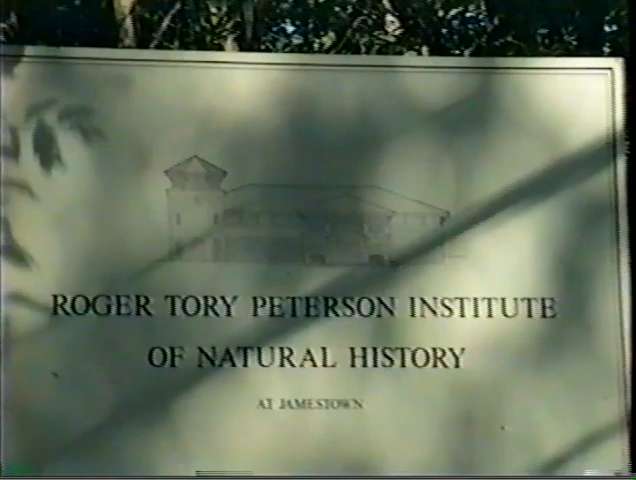 ROGER TORY PETERSON INSTITUTE
OF NATURAL HISTORY
AT JAMESTOWN